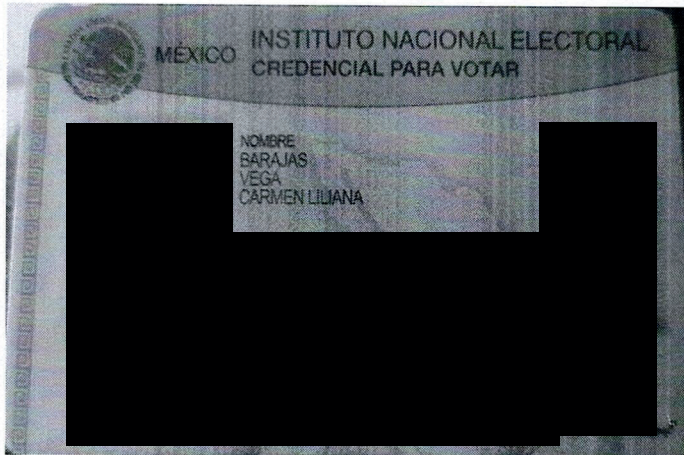 MÉXICO
INSTITUTO NACIONAL ELECTORAL
CREDENCIAL PARA VOTAR
NOMBRE
BARAJAS
VEGA
CARMEN LILIANA